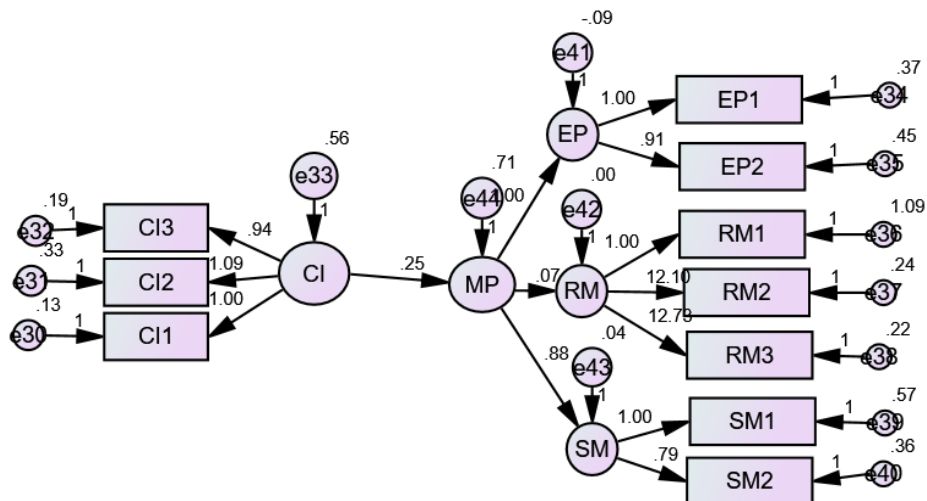 -.09
e41
1
.37
1.00
EP1
1
e34
EP
.56
.71
.91
.45
EP2
1
e35
e33
e44
1.00
.00
.19
1
e42
1.09
e32
1
CI3
.94
1
1
1.00
RM1
1
e36
.33
CI
.25
MP
.07
RM
12.10
RM2
1
.24
e37
e31
1
CI2
1.09
.13
1.00
12.73
.22
e30
1
CI1
.04
RM3
1
e38
.88
e43
1
.57
1.00
SM1
1
e39
SM
.79
.36
SM2
1
e40